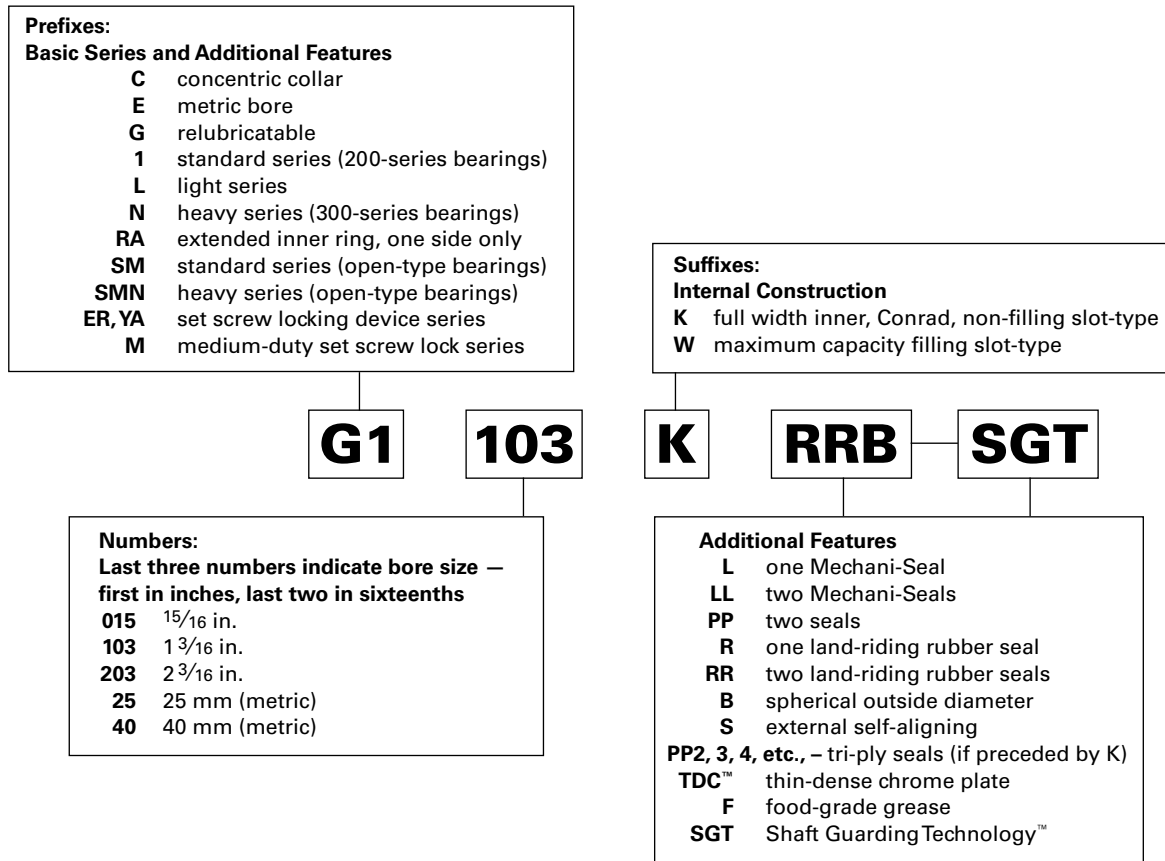 Prefixes:
Basic Series and Additional Features
C concentric collar
E metric bore
G relubricatable
1 standard series (200-series bearings)
L light series
N heavy series (300-series bearings)
RA extended inner ring, one side only
SM standard series (open-type bearings)
SMN heavy series (open-type bearings)
ER, YA set screw locking device series
M medium-duty set screw lock series
Suffixes:
Internal Construction
K full width inner, Conrad, non-filling slot-type
W maximum capacity filling slot-type
G1 103 K RRB SGT
Numbers:
Last three numbers indicate bore size —
first in inches, last two in sixteenths
015 15/16 in.
103 1 3/16 in.
203 2 3/16 in.
25 25 mm (metric)
40 40 mm (metric)
Additional Features
L one Mechani-Seal
LL two Mechani-Seals
PP two seals
R one land-riding rubber seal
RR two land-riding rubber seals
B spherical outside diameter
S external self-aligning
PP2, 3, 4, etc., – tri-ply seals (if preceded by K)
TDC™ thin-dense chrome plate
F food-grade grease
SGT Shaft Guarding Technology™